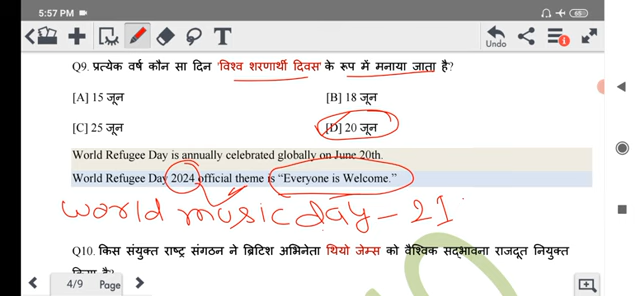 5:57 PM
65
Undo
Q9. प्रत्येक वर्ष कौन सा दिन 'विश्व शरणार्थी दिवस' के रूप में मनाया जाता है?
[A] 15 जून [B] 18 जून
[C] 25 जून [D] 20 जून
World Refugee Day is annually celebrated globally on June 20th.
World Refugee Day 2024 official theme is “Everyone is Welcome.”
world music day - 21
Q10. किस संयुक्त राष्ट्र संगठन ने ब्रिटिश अभिनेता थियो जेम्स को वैश्विक सद्भावना राजदूत नियुक्त
किया है?
4/9 Page